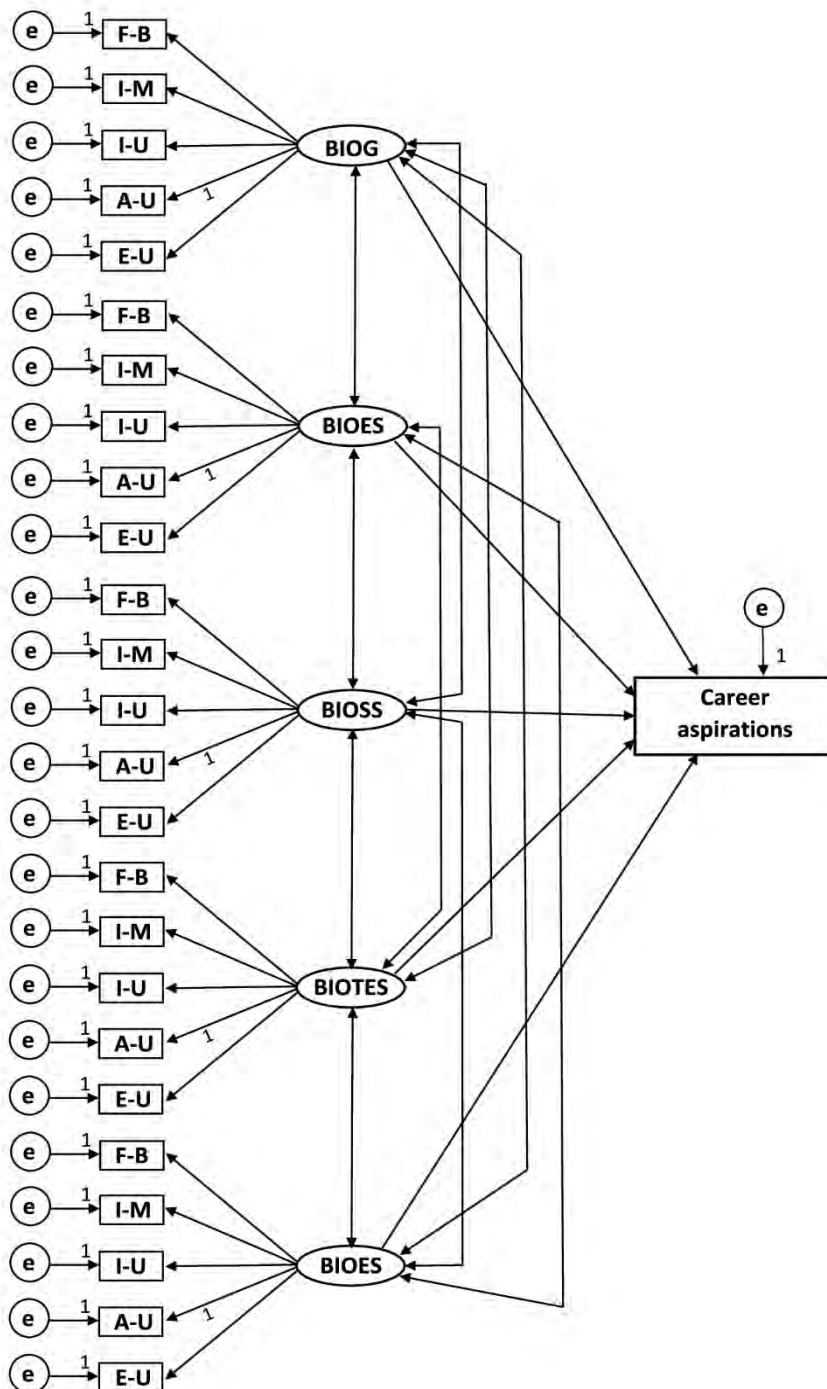 e 1 F-B
e 1 I-M
e 1 I-U
BIOG
e 1 A-U 1
e 1 E-U
e 1 F-B
e 1 I-M
e 1 I-U
BIOES
e 1 A-U 1
e 1 E-U
e 1 F-B
e
e 1 I-M
1
e 1 I-U
BIOSS
Career
aspirations
e 1 A-U 1
e 1 E-U
e 1 F-B
e 1 I-M
e 1 I-U
BIOTES
e 1 A-U 1
e 1 E-U
e 1 F-B
e 1 I-M
e 1 I-U
BIOES
e 1 A-U 1
e 1 E-U